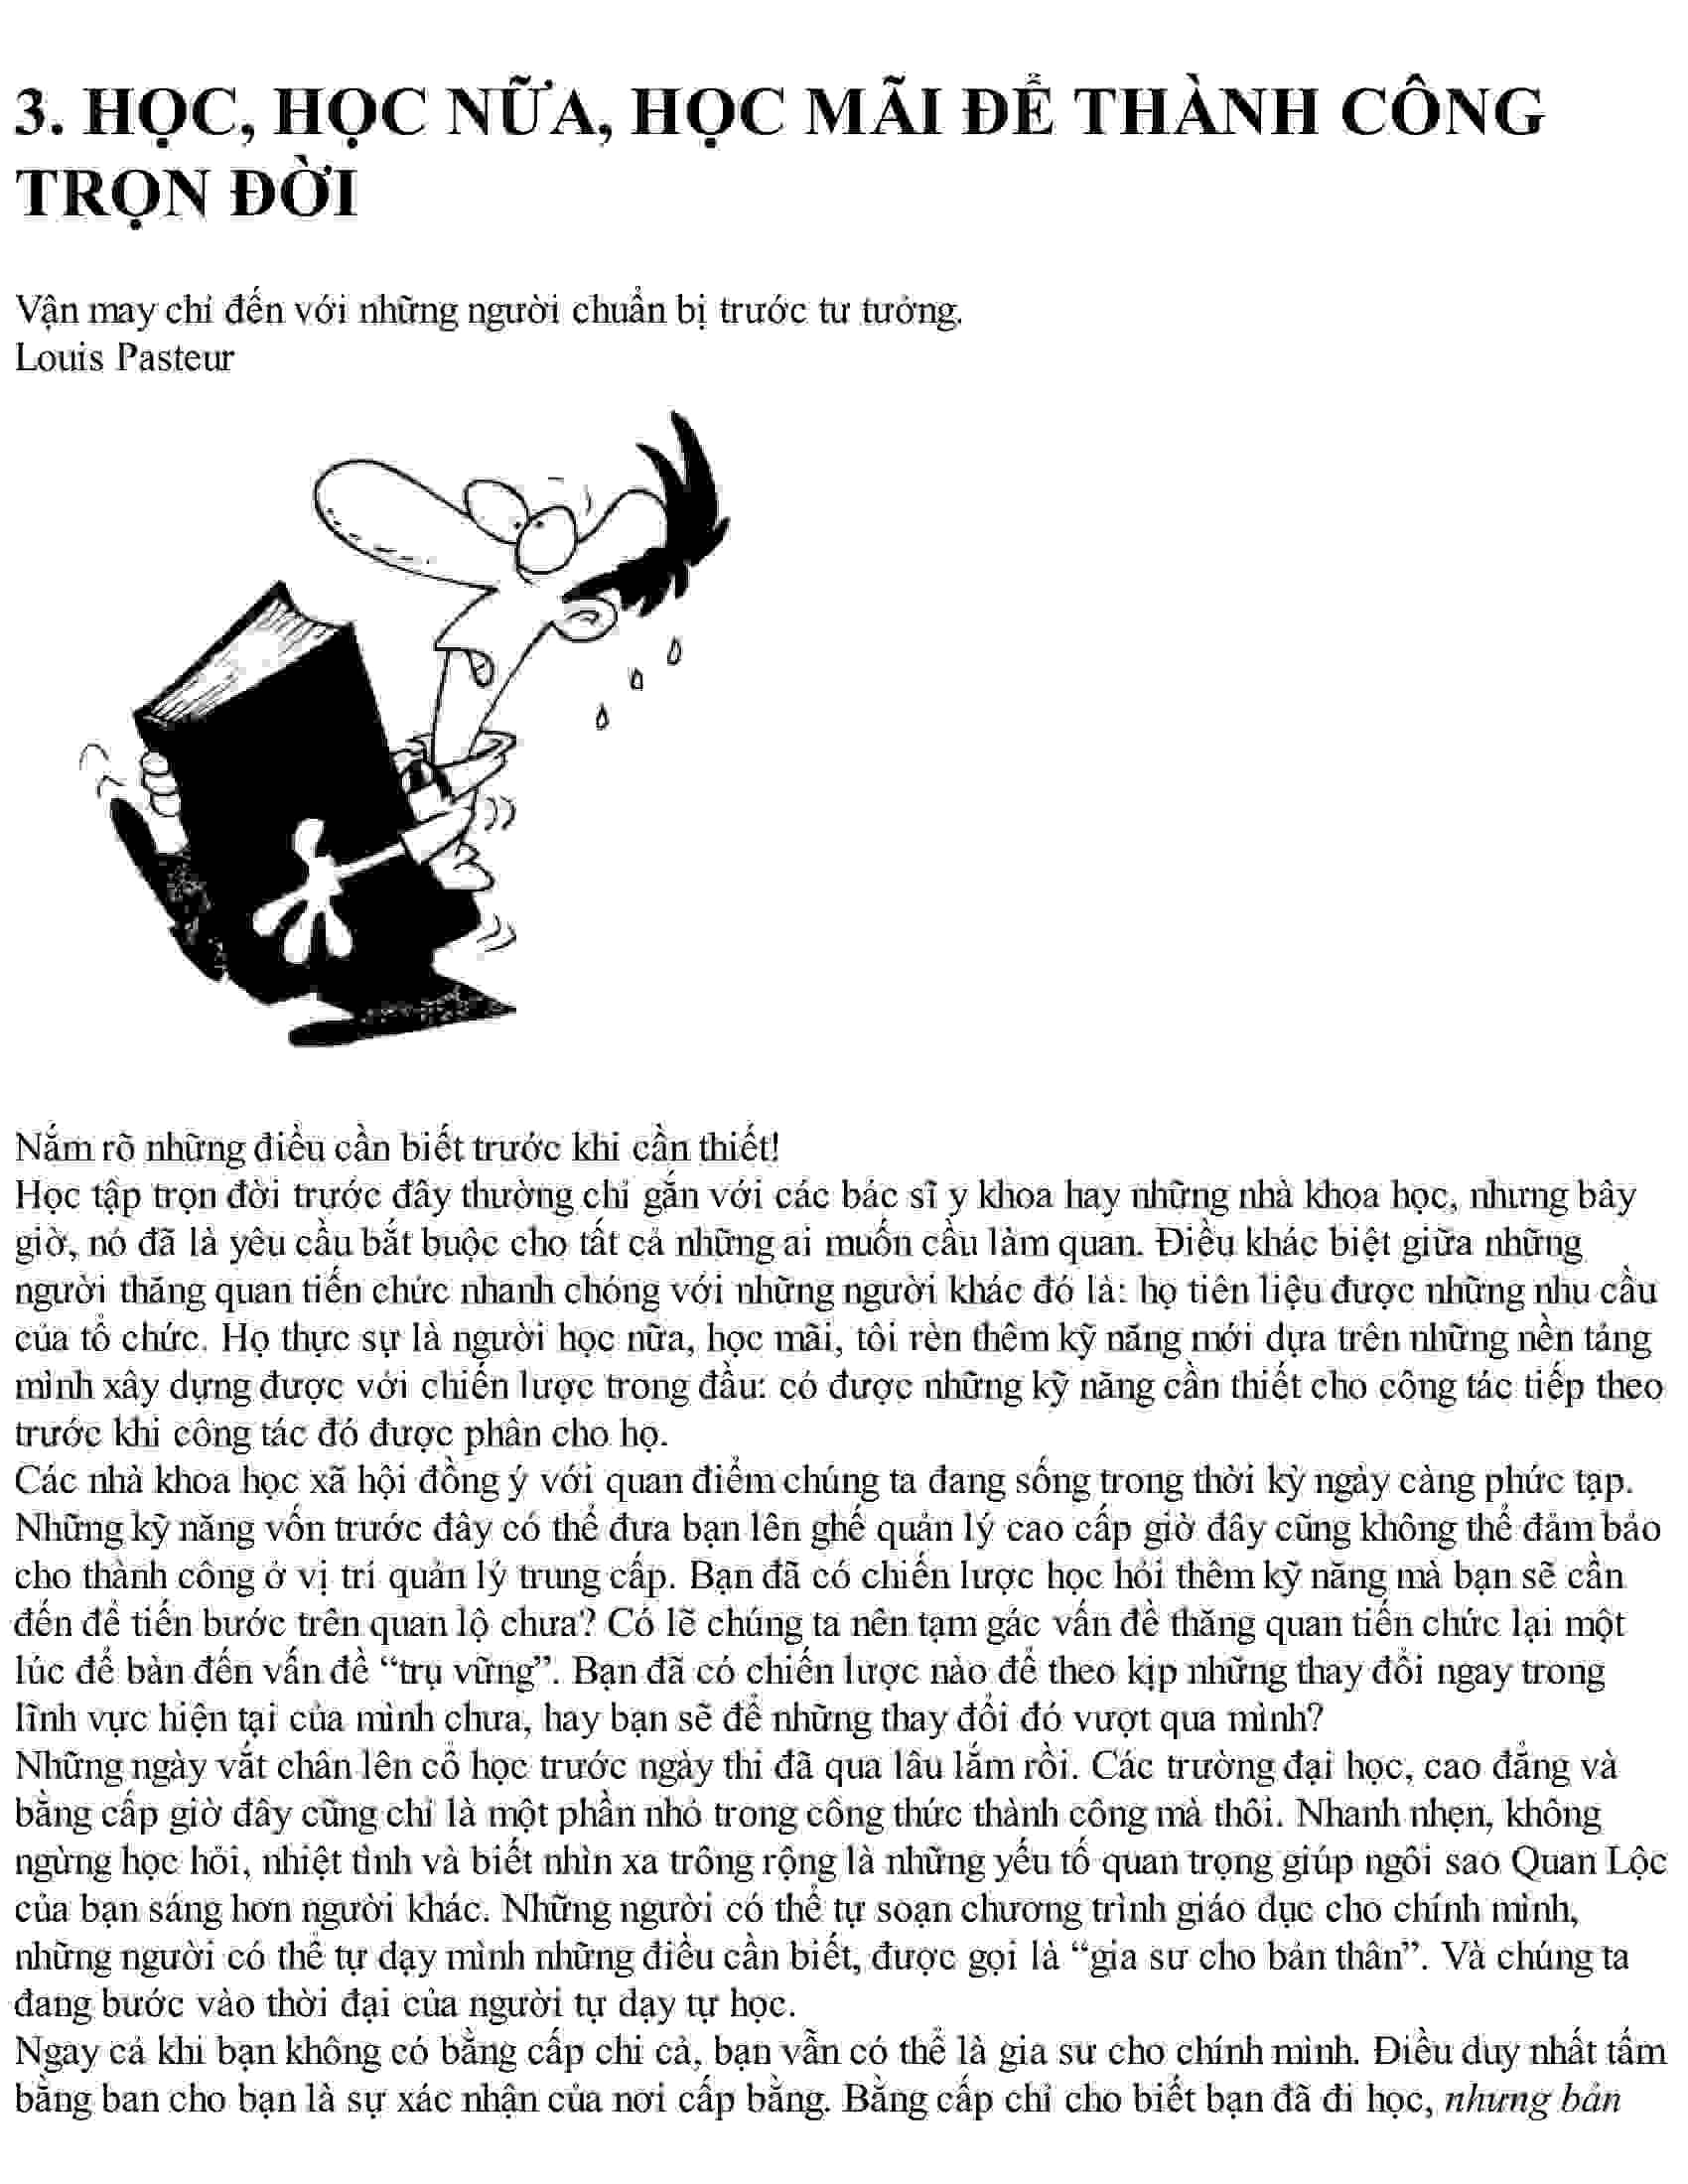 3. HỌC, HỌC NỮA, HỌC MÃI ĐỂ THÀNH CÔNG
TRỌN ĐỜI
Vận may chỉ đến với những người chuẩn bị trước tư tưởng.
Louis Pasteur
Nắm rõ những điều cần biết trước khi cần thiết!
Học tập trọn đời trước đây thường chỉ gắn với các bác sĩ y khoa hay những nhà khoa học, nhưng bây
giờ, nó đã là yêu cầu bắt buộc cho tất cả những ai muốn cầu làm quan. Điều khác biệt giữa những
người thăng quan tiến chức nhanh chóng với những người khác đó là: họ tiên liệu được những nhu cầu
của tổ chức. Họ thực sự là người học nữa, học mãi, tôi rèn thêm kỹ năng mới dựa trên những nền tảng
mình xây dựng được với chiến lược trong đầu: có được những kỹ năng cần thiết cho công tác tiếp theo
trước khi công tác đó được phân cho họ.
Các nhà khoa học xã hội đồng ý với quan điểm chúng ta đang sống trong thời kỳ ngày càng phức tạp.
Những kỹ năng vốn trước đây có thể đưa bạn lên ghế quản lý cao cấp giờ đây cũng không thể đảm bảo
cho thành công ở vị trí quản lý trung cấp. Bạn đã có chiến lược học hỏi thêm kỹ năng mà bạn sẽ cần
đến để tiến bước trên quan lộ chưa? Có lẽ chúng ta nên tạm gác vấn đề thăng quan tiến chức lại một
lúc để bàn đến vấn đề “trụ vững”. Bạn đã có chiến lược nào để theo kịp những thay đổi ngay trong
lĩnh vực hiện tại của mình chưa, hay bạn sẽ để những thay đổi đó vượt qua mình?
Những ngày vắt chân lên cổ học trước ngày thi đã qua lâu lắm rồi. Các trường đại học, cao đẳng và
bằng cấp giờ đây cũng chỉ là một phần nhỏ trong công thức thành công mà thôi. Nhanh nhẹn, không
ngừng học hỏi, nhiệt tình và biết nhìn xa trông rộng là những yếu tố quan trọng giúp ngôi sao Quan Lộc
của bạn sáng hơn người khác. Những người có thể tự soạn chương trình giáo dục cho chính mình,
những người có thể tự dạy mình những điều cần biết, được gọi là “gia sư cho bản thân”. Và chúng ta
đang bước vào thời đại của người tự dạy tự học.
Ngay cả khi bạn không có bằng cấp chi cả, bạn vẫn có thể là gia sư cho chính mình. Điều duy nhất tấm
bằng ban cho bạn là sự xác nhận của nơi cấp bằng. Bằng cấp chỉ cho biết bạn đã đi học, nhưng bản